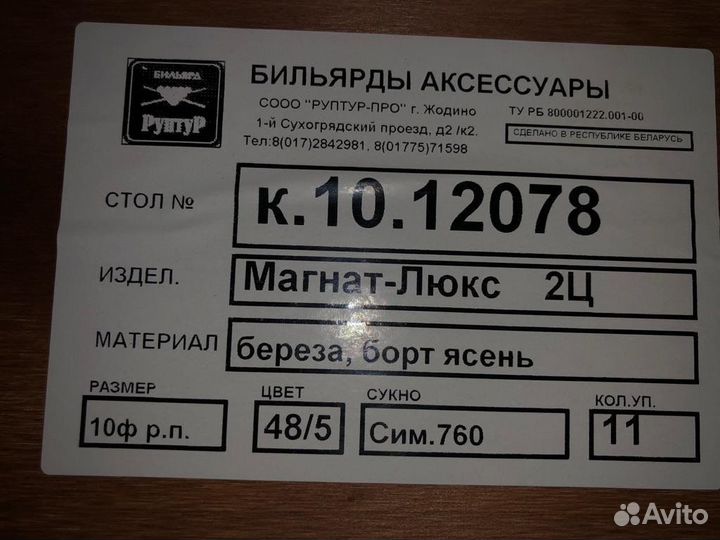 БИЛЬЯРД
РуптуР
БИЛЬЯРДЫ АКСЕССУАРЫ
СООО "РУПТУР-ПРО" г. Жодино
ТУ РБ 800001222.001-00
1-й Сухогрядский проезд, д2 /к2.
СДЕЛАНО В РЕСПУБЛИКЕ БЕЛАРУСЬ
Тел:8(017)2842981, 8(01775)71598
СТОЛ № к.10.12078
ИЗДЕЛ. Магнат-Люкс 2Ц
МАТЕРИАЛ береза, борт ясень
РАЗМЕР ЦВЕТ СУКНО КОЛ.УП.
10ф р.п. 48/5 Сим.760 11
Avito